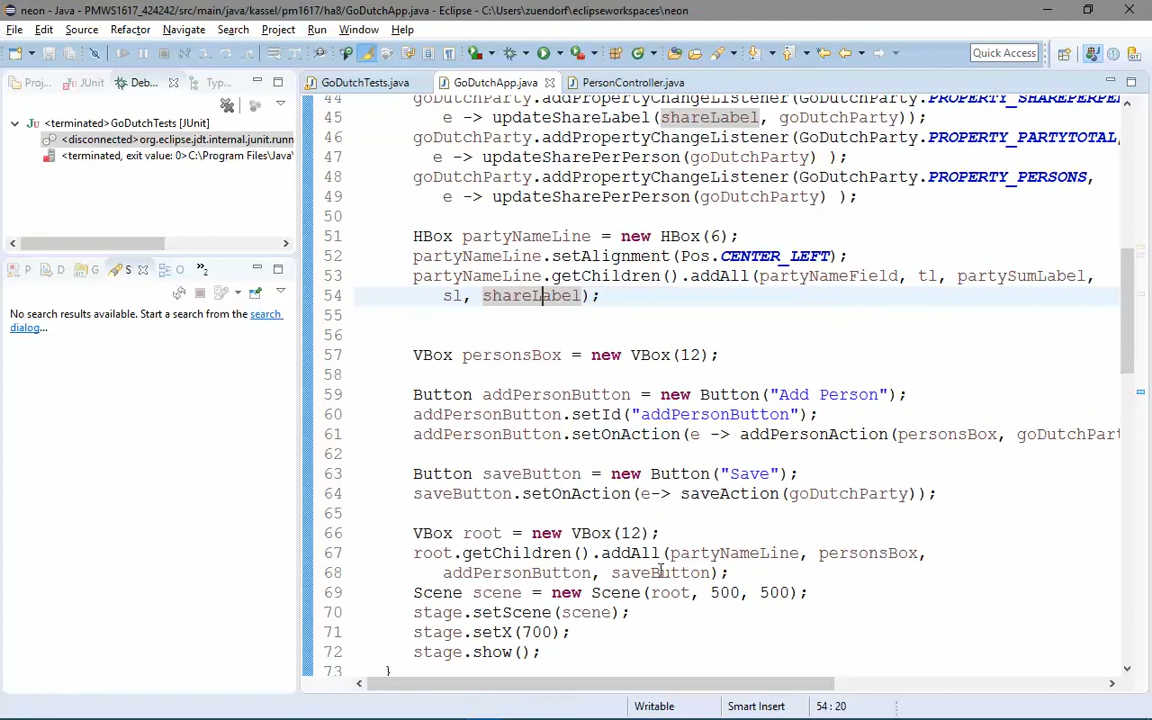 neon - Java - PMWS1617_424242/src/main/java/kassel/pm1617/ha8/GoDutchApp.java - Eclipse - C:\Users\zuendorf\eclipseworkspaces\neon
File Edit Source Refactor Navigate Search Project Run Window Help
Quick Access
Proj... JUnit Deb... Typ...
GoDutchTests.java GoDutchApp.java PersonController.java
<terminated> GoDutchTests [JUnit]
<disconnected>org.eclipse.jdt.internal.junit.runn
<terminated, exit value: 0>C:\Program Files\Java\
P D G S O »2
No search results available. Start a search from the search
dialog...
44 goDutchParty.addPropertyChangeListener(GoDutchParty.PROPERTY_SHAREPERPE
45 e -> updateShareLabel(shareLabel, goDutchParty));
46 goDutchParty.addPropertyChangeListener(GoDutchParty.PROPERTY_PARTYTOTAL,
47 e -> updateSharePerPerson(goDutchParty) );
48 goDutchParty.addPropertyChangeListener(GoDutchParty.PROPERTY_PERSONS,
49 e -> updateSharePerPerson(goDutchParty) );
50
51 HBox partyNameLine = new HBox(6);
52 partyNameLine.setAlignment(Pos.CENTER_LEFT);
53 partyNameLine.getChildren().addAll(partyNameField, tl, partySumLabel,
54 sl, shareLabel);
55
56
57 VBox personsBox = new VBox(12);
58
59 Button addPersonButton = new Button("Add Person");
60 addPersonButton.setId("addPersonButton");
61 addPersonButton.setOnAction(e -> addPersonAction(personsBox, goDutchPart
62
63 Button saveButton = new Button("Save");
64 saveButton.setOnAction(e-> saveAction(goDutchParty));
65
66 VBox root = new VBox(12);
67 root.getChildren().addAll(partyNameLine, personsBox,
68 addPersonButton, saveButton);
69 Scene scene = new Scene(root, 500, 500);
70 stage.setScene(scene);
71 stage.setX(700);
72 stage.show();
73 }
Writable Smart Insert 54 : 20